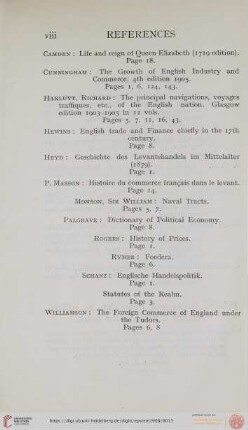 viii REFERENCES
CAMDEN : Life and reign of Queen Elizabeth (1719 edition).
Page 18.
CUNNINGHAM : The Growth of English Industry and
Commerce, 4th edition 1905.
Pages 1, 6, 124, 143.
HAKLUYT, RICHARD : The principal navigations, voyages
traffiques, etc., of the English nation. Glasgow
edition 1903-1905 in 12 vols.
Pages 5, 7, 11, 16, 43.
HEWINS : English trade and Finance chiefly in the 17th
century.
Page 8.
HEYD : Geschichte des Levantehandels im Mittelalter
(1879).
Page 1.
P. MASSON : Histoire du commerce français dans le levant.
Page 14.
MONSON, SIR WILLIAM : Naval Tracts.
Pages 5, 7.
PALGRAVE : Dictionary of Political Economy.
Page 8.
ROGERS : History of Prices.
Page 1.
RYMER : Foedera.
Page 6.
SCHANZ : Englische Handelspolitik.
Page 1.
Statutes of the Realm.
Page 3.
WILLIAMSON : The Foreign Commerce of England under
the Tudors.
Pages 6, 8